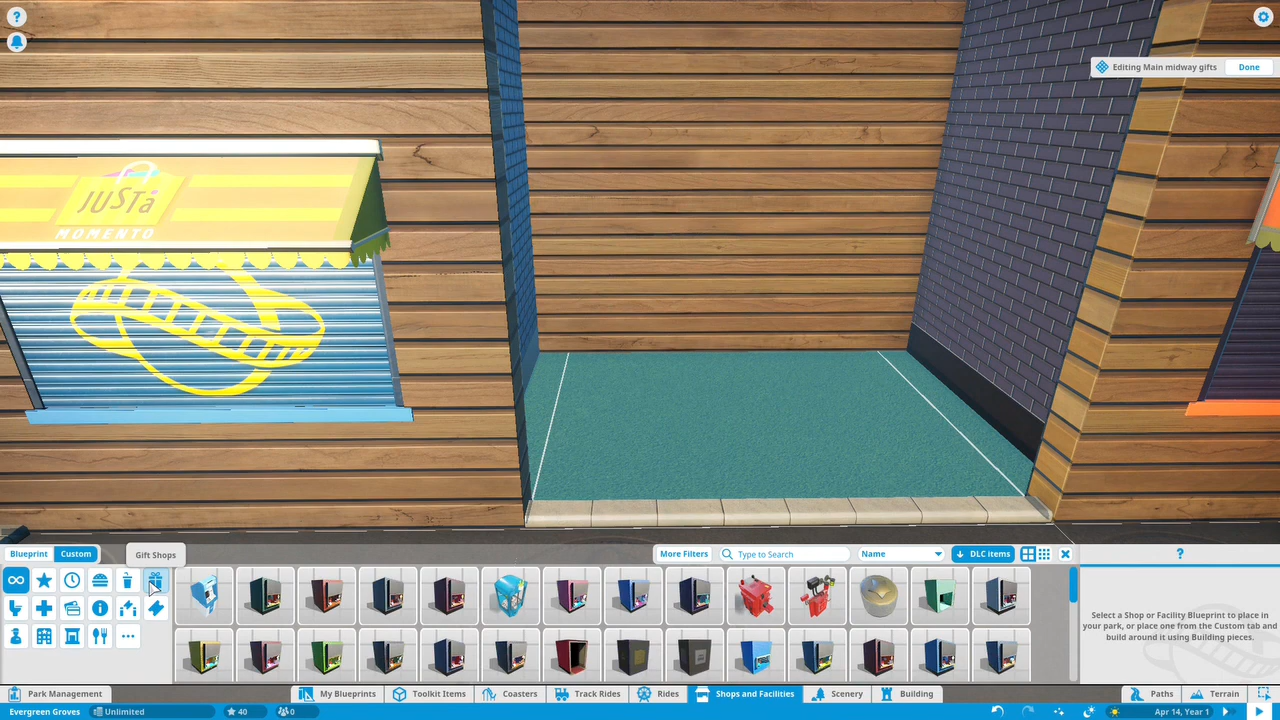 ?
Editing Main midway gifts Done
JUSTa
MOMENTO
Blueprint Custom
Gift Shops
More Filters Type to Search Name DLC items
?
Select a Shop or Facility Blueprint to place in
your park, or place one from the Custom tab and
build around it using Building pieces.
Park Management My Blueprints Toolkit Items Coasters Track Rides Rides Shops and Facilities Scenery Building Paths Terrain
Evergreen Groves Unlimited 40 0 Apr 14, Year 1